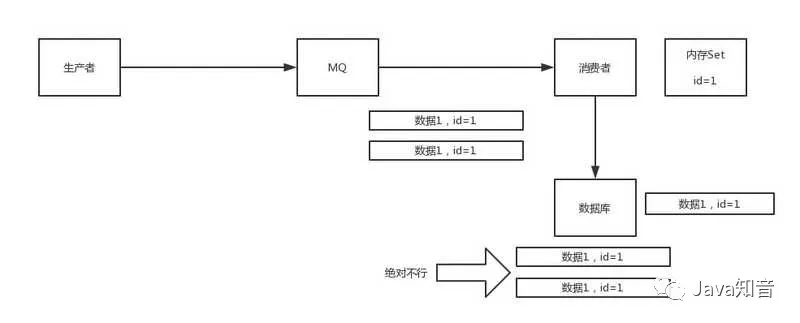 生产者
MQ
消费者
内存Set
id=1
数据1，id=1
数据1，id=1
数据库
数据1，id=1
绝对不行
数据1，id=1
数据1，id=1
Java知音